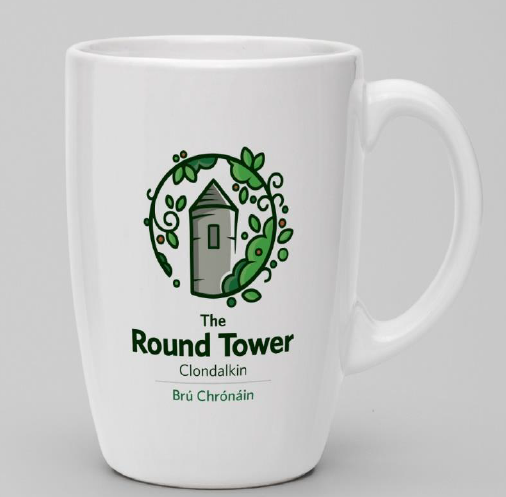 The
Round Tower
Clondalkin
Brú Chrónáin